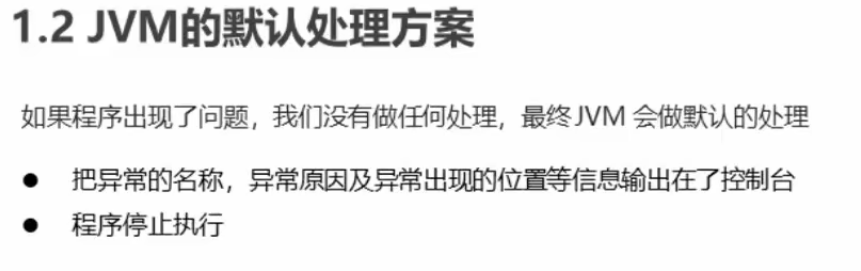 1.2 JVM的默认处理方案
如果程序出现了问题，我们没有做任何处理，最终JVM 会做默认的处理
● 把异常的名称，异常原因及异常出现的位置等信息输出在了控制台
● 程序停止执行